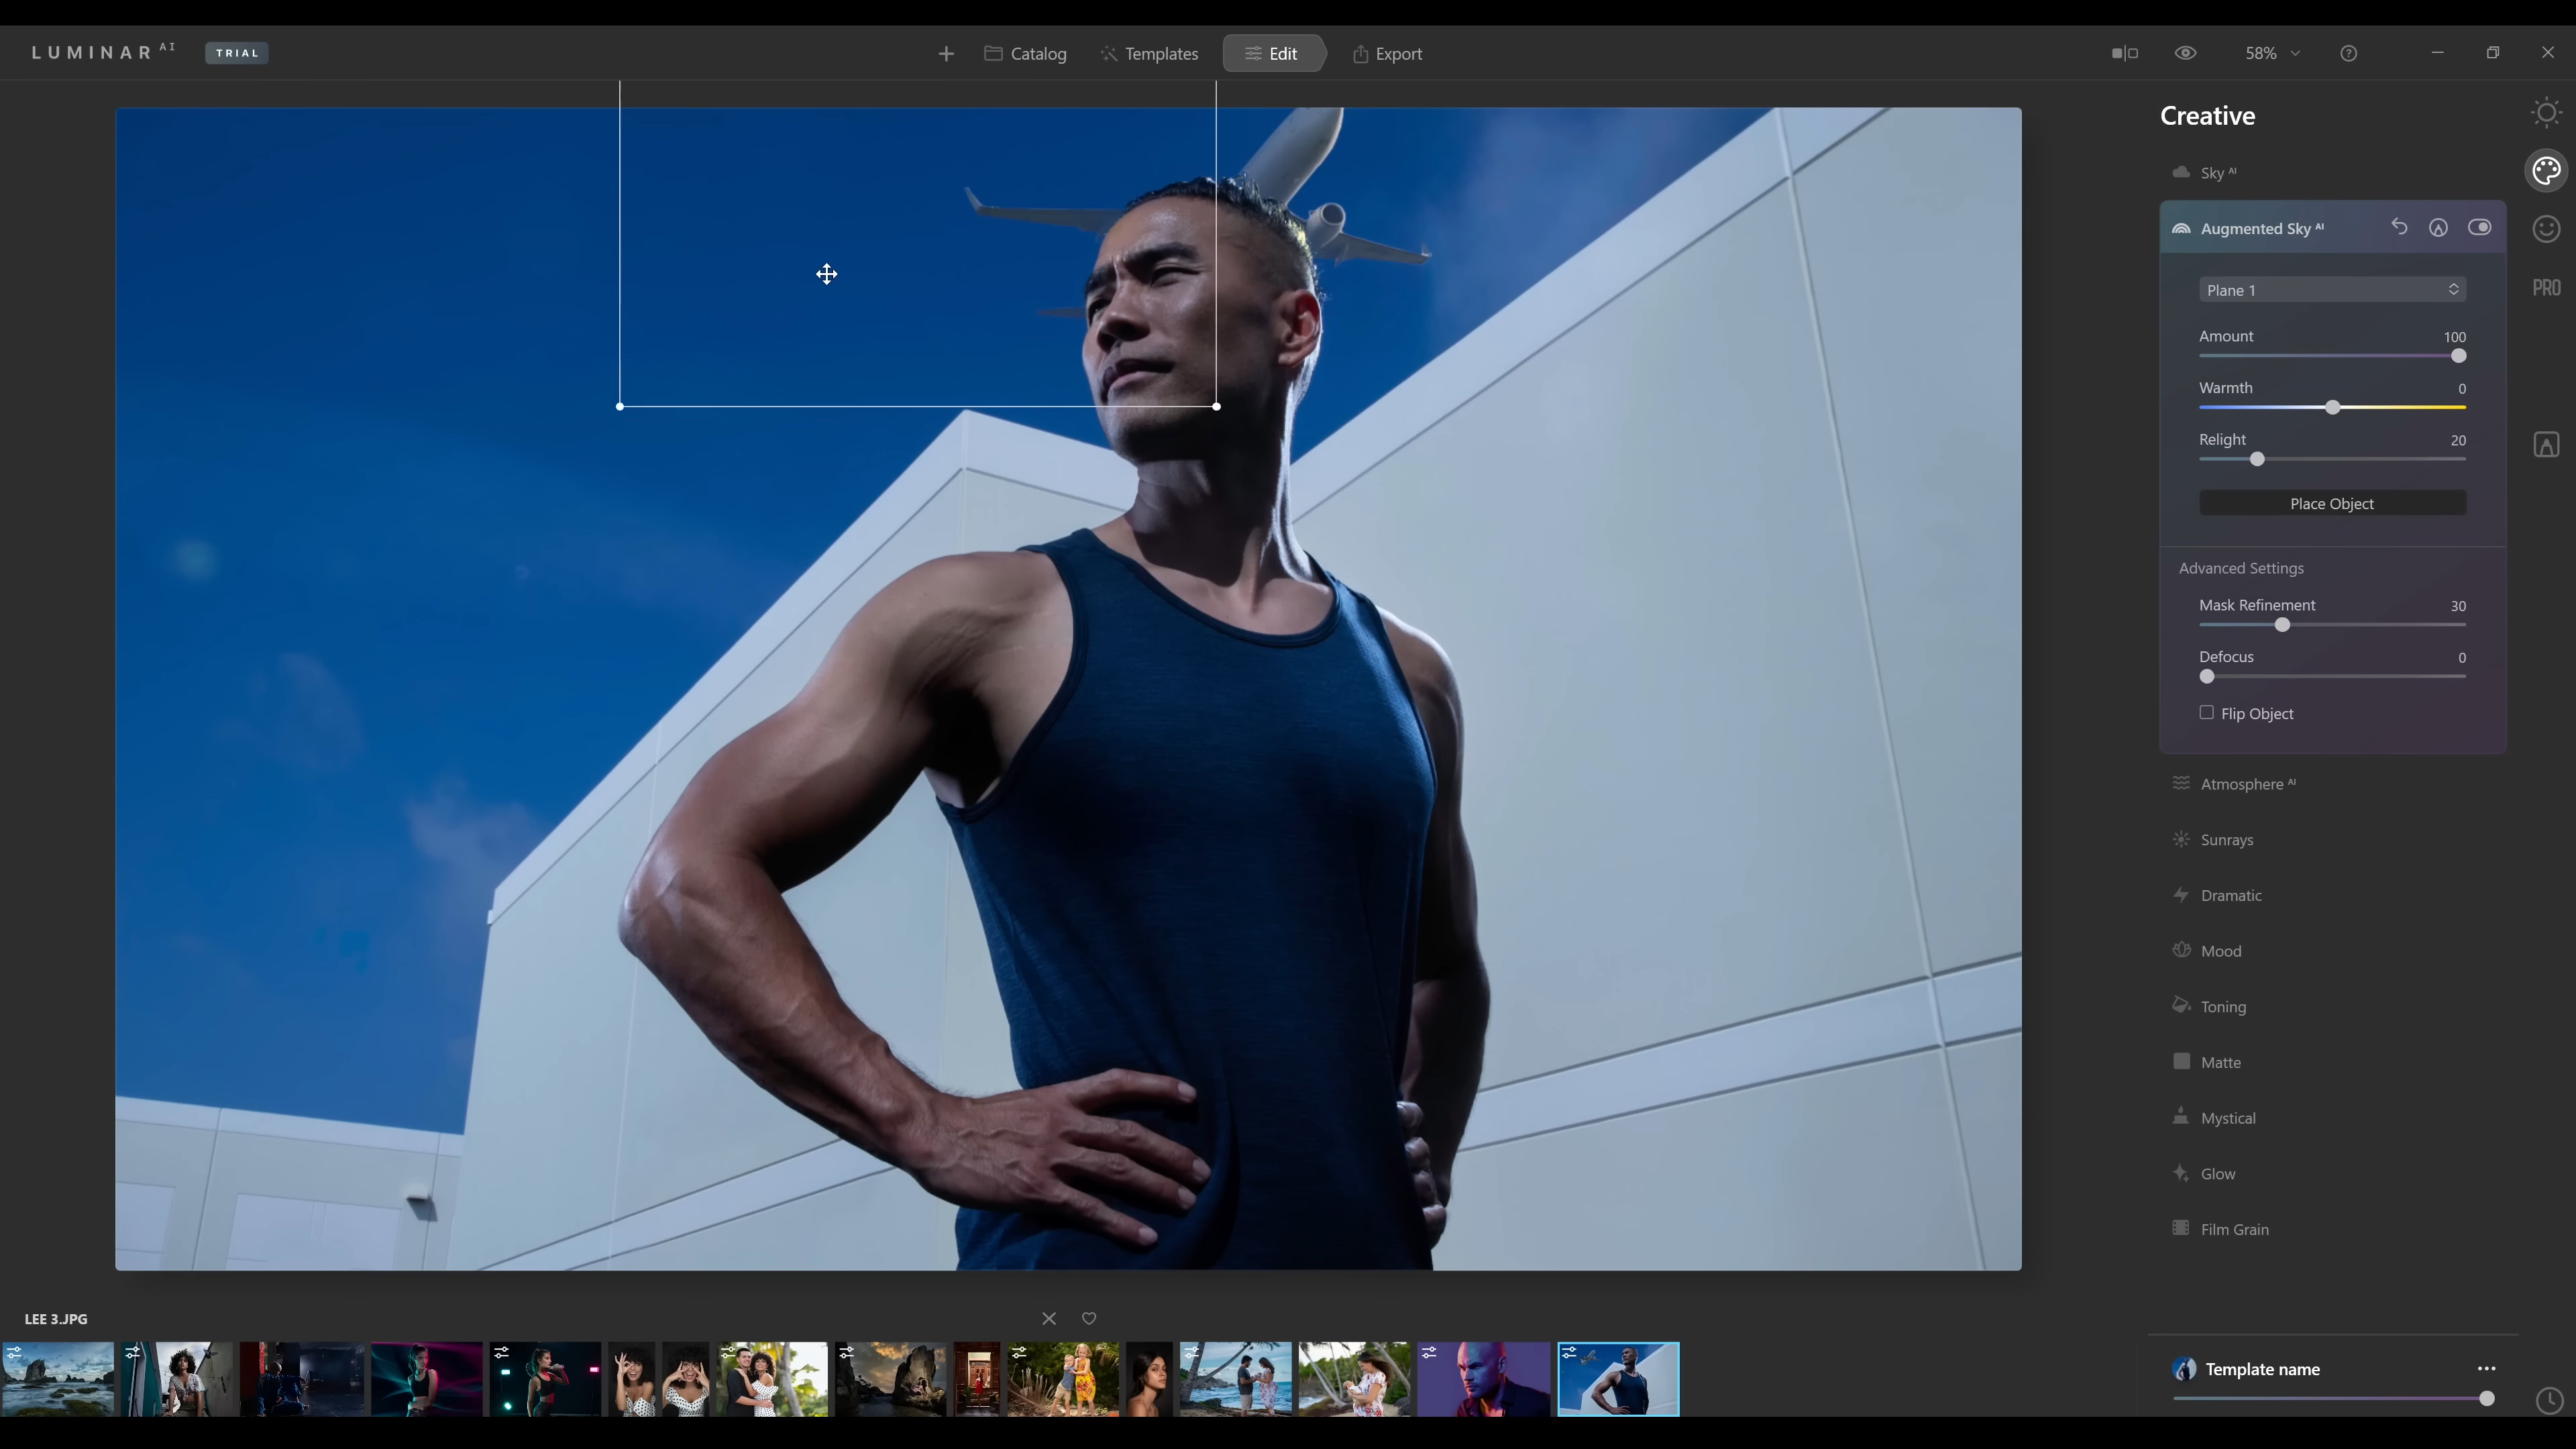 LUMINAR AI
TRIAL
Catalog
Templates
Edit
Export
58%
Creative
Sky AI
Augmented Sky AI
Plane 1
Amount 100
Warmth 0
Relight 20
Place Object
Advanced Settings
Mask Refinement 30
Defocus 0
Flip Object
Atmosphere AI
Sunrays
Dramatic
Mood
Toning
Matte
Mystical
Glow
Film Grain
PRO
LEE 3.JPG
Template name